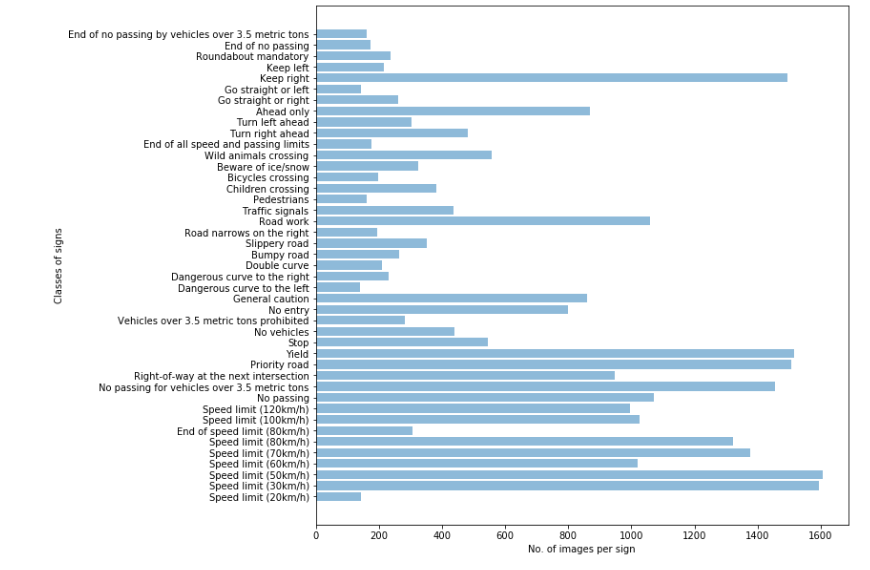 End of no passing by vehicles over 3.5 metric tons
End of no passing
Roundabout mandatory
Keep left
Keep right
Go straight or left
Go straight or right
Ahead only
Turn left ahead
Turn right ahead
End of all speed and passing limits
Wild animals crossing
Beware of ice/snow
Bicycles crossing
Children crossing
Pedestrians
Traffic signals
Road work
Road narrows on the right
Slippery road
Bumpy road
Double curve
Dangerous curve to the right
Dangerous curve to the left
General caution
No entry
Vehicles over 3.5 metric tons prohibited
No vehicles
Stop
Yield
Priority road
Right-of-way at the next intersection
No passing for vehicles over 3.5 metric tons
No passing
Speed limit (120km/h)
Speed limit (100km/h)
End of speed limit (80km/h)
Speed limit (80km/h)
Speed limit (70km/h)
Speed limit (60km/h)
Speed limit (50km/h)
Speed limit (30km/h)
Speed limit (20km/h)
Classes of signs
0 200 400 600 800 1000 1200 1400 1600
No. of images per sign